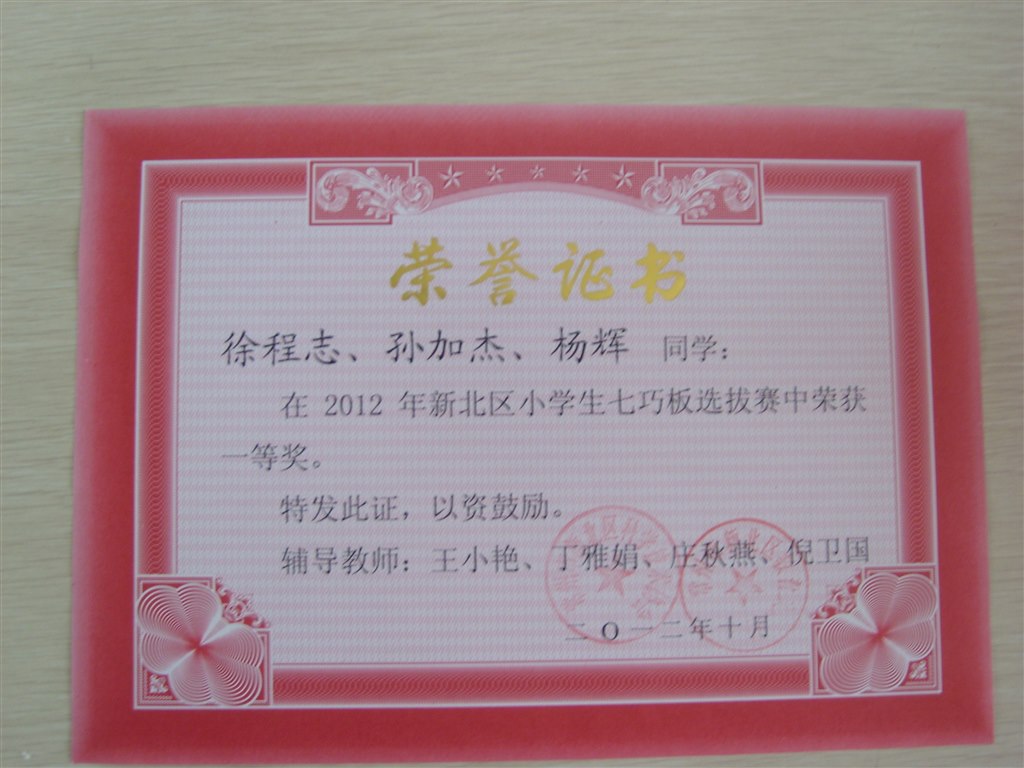 荣誉证书
徐程志、孙加杰、杨辉 同学：
在 2012 年新北区小学生七巧板选拔赛中荣获
一等奖。
特发此证，以资鼓励。
辅导教师：王小艳、丁雅娟、庄秋燕、倪卫国
二 O 一二年十月